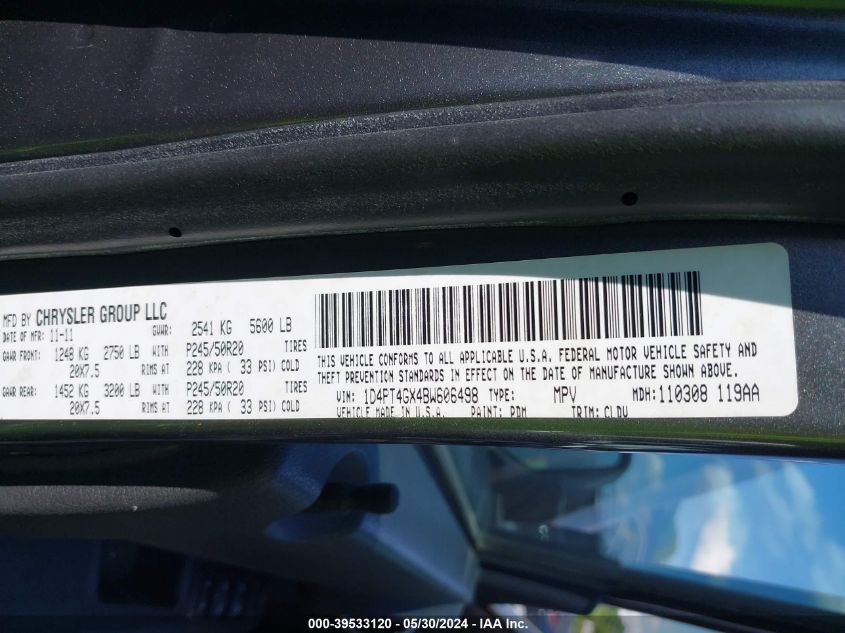 MFD BY CHRYSLER GROUP LLC
DATE OF MFR: 11-11 GVWR: 2541 KG 5600 LB
GAWR FRONT: 1248 KG 2750 LB WITH P245/50R20 TIRES
20X7.5 RIMS AT 228 KPA ( 33 PSI) COLD
GAWR REAR: 1452 KG 3200 LB WITH P245/50R20 TIRES
20X7.5 RIMS AT 228 KPA ( 33 PSI) COLD
THIS VEHICLE CONFORMS TO ALL APPLICABLE U.S.A. FEDERAL MOTOR VEHICLE SAFETY AND
THEFT PREVENTION STANDARDS IN EFFECT ON THE DATE OF MANUFACTURE SHOWN ABOVE.
VIN: 1D4PT4GX4BW606498 TYPE: MPV MDH: 110308 119AA
VEHICLE MADE IN U.S.A. PAINT: PDM TRIM: CLDV
000-39533120 - 05/30/2024 - IAA Inc.